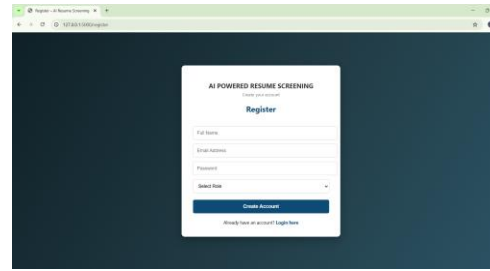 Register - AI Resume Screening
127.0.0.1:5000/register
AI POWERED RESUME SCREENING
Create your account
Register
Full Name
Email Address
Password
Select Role
Create Account
Already have an account? Login here